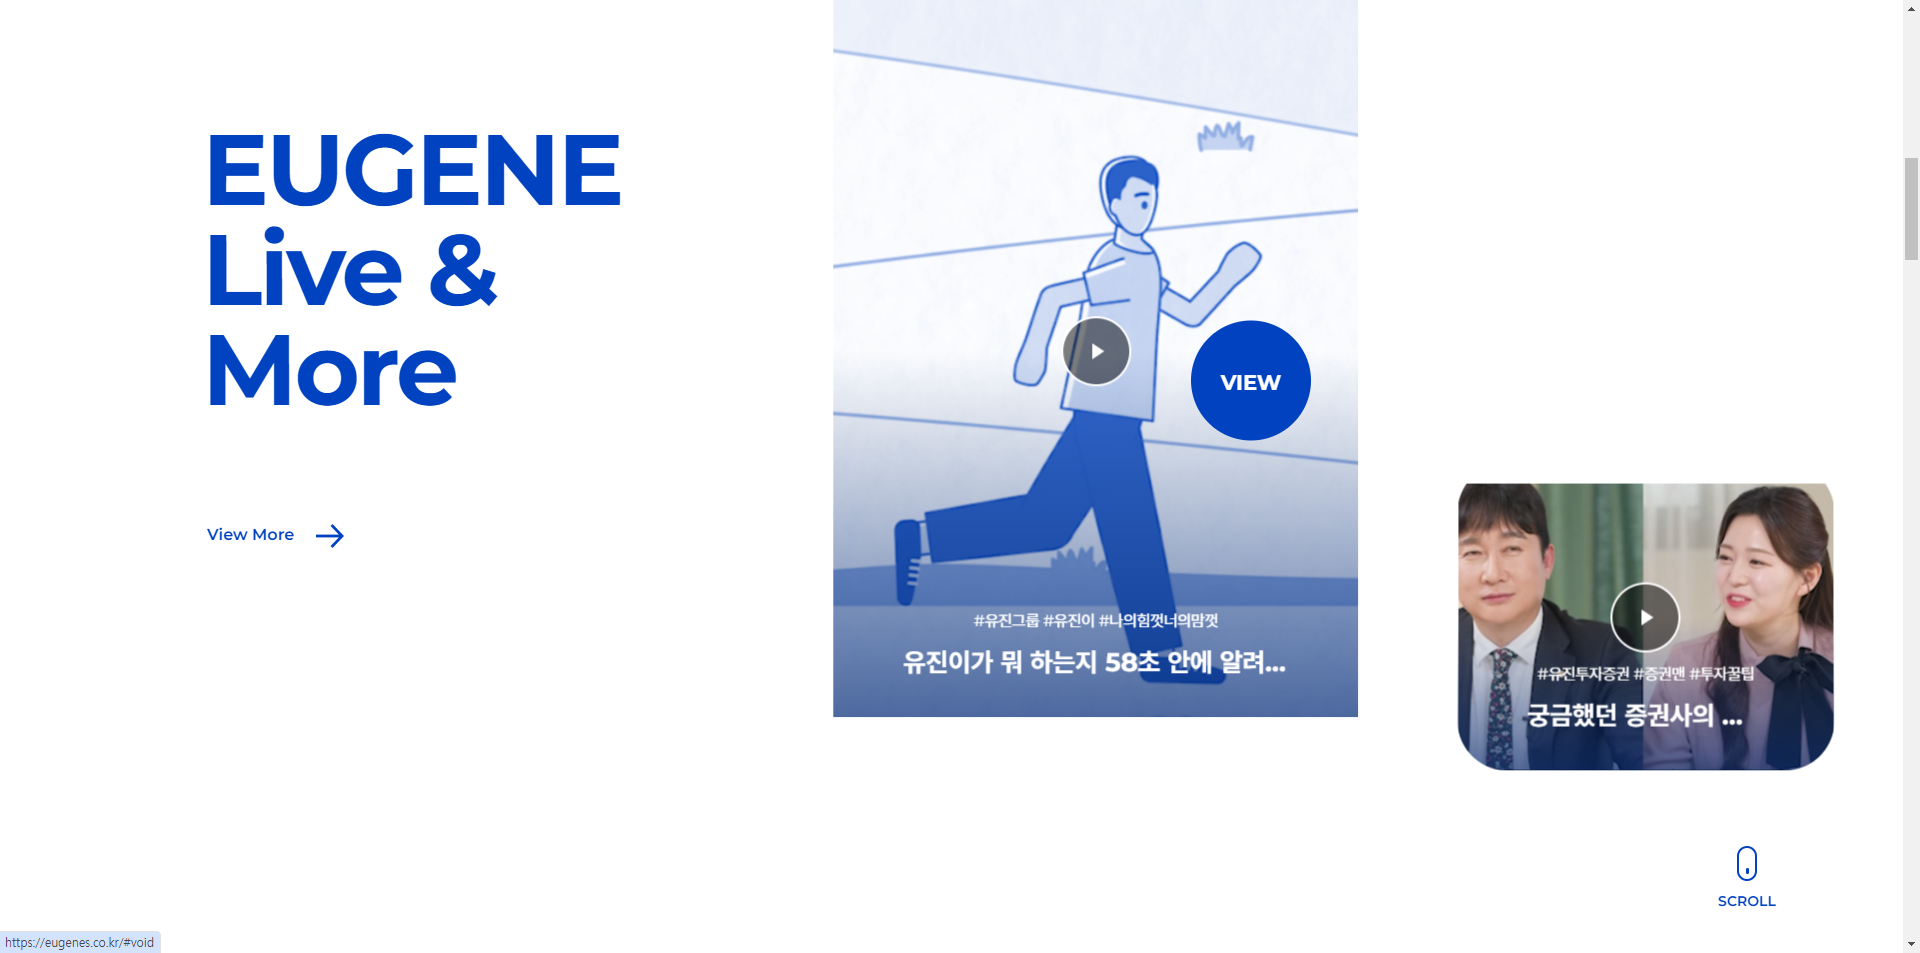 EUGENE
Live &
More
View More
VIEW
#유진그룹 #유진이 #나의힘껏너의맘껏
유진이가 뭐 하는지 58초 안에 알려...
#유진투자증권 #증권맨 #투자꿀팁
궁금했던 증권사의 ...
SCROLL
https://eugenes.co.kr/#void